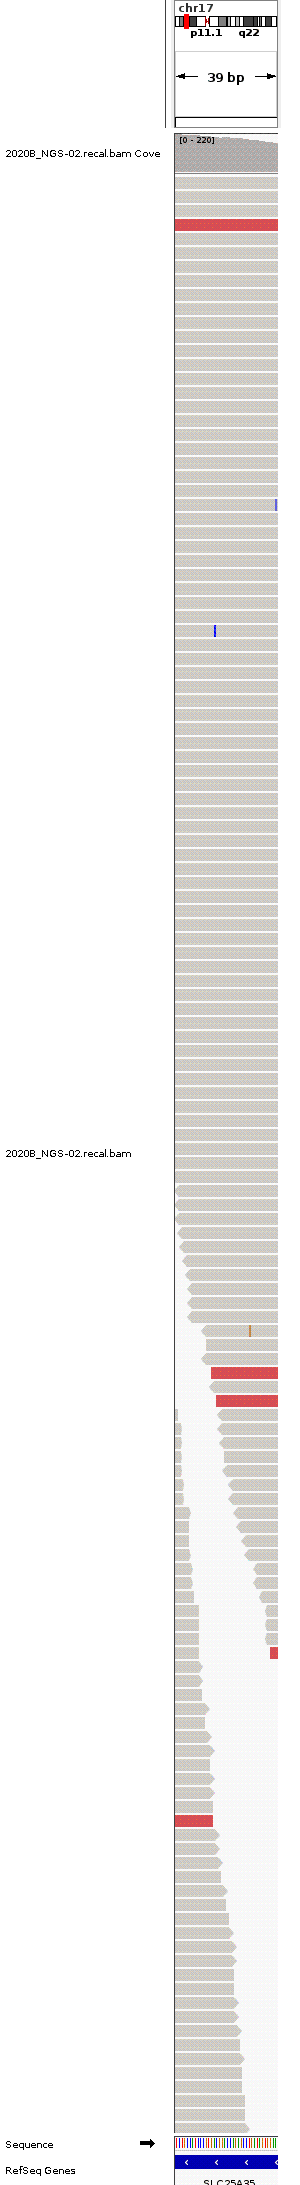 chr17
p11.1 q22
39 bp
[0 - 220]
2020B_NGS-02.recal.bam Cove
2020B_NGS-02.recal.bam
Sequence
RefSeq Genes
SLC25A35